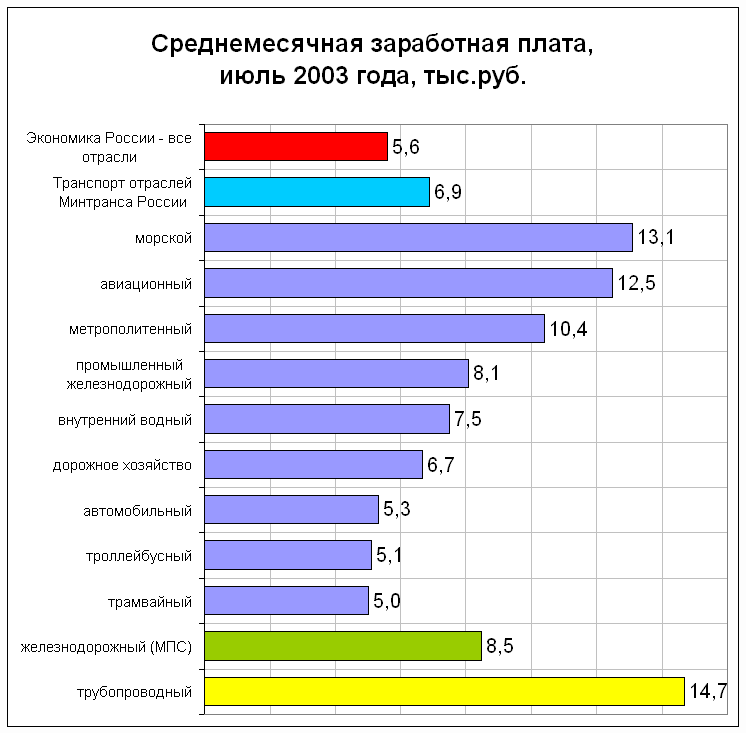 Среднемесячная заработная плата,
июль 2003 года, тыс.руб.
Экономика России - все
отрасли
5,6
Транспорт отраслей
Минтранса России
6,9
морской
13,1
авиационный
12,5
метрополитенный
10,4
промышленный
железнодорожный
8,1
внутренний водный
7,5
дорожное хозяйство
6,7
автомобильный
5,3
троллейбусный
5,1
трамвайный
5,0
железнодорожный (МПС)
8,5
трубопроводный
14,7